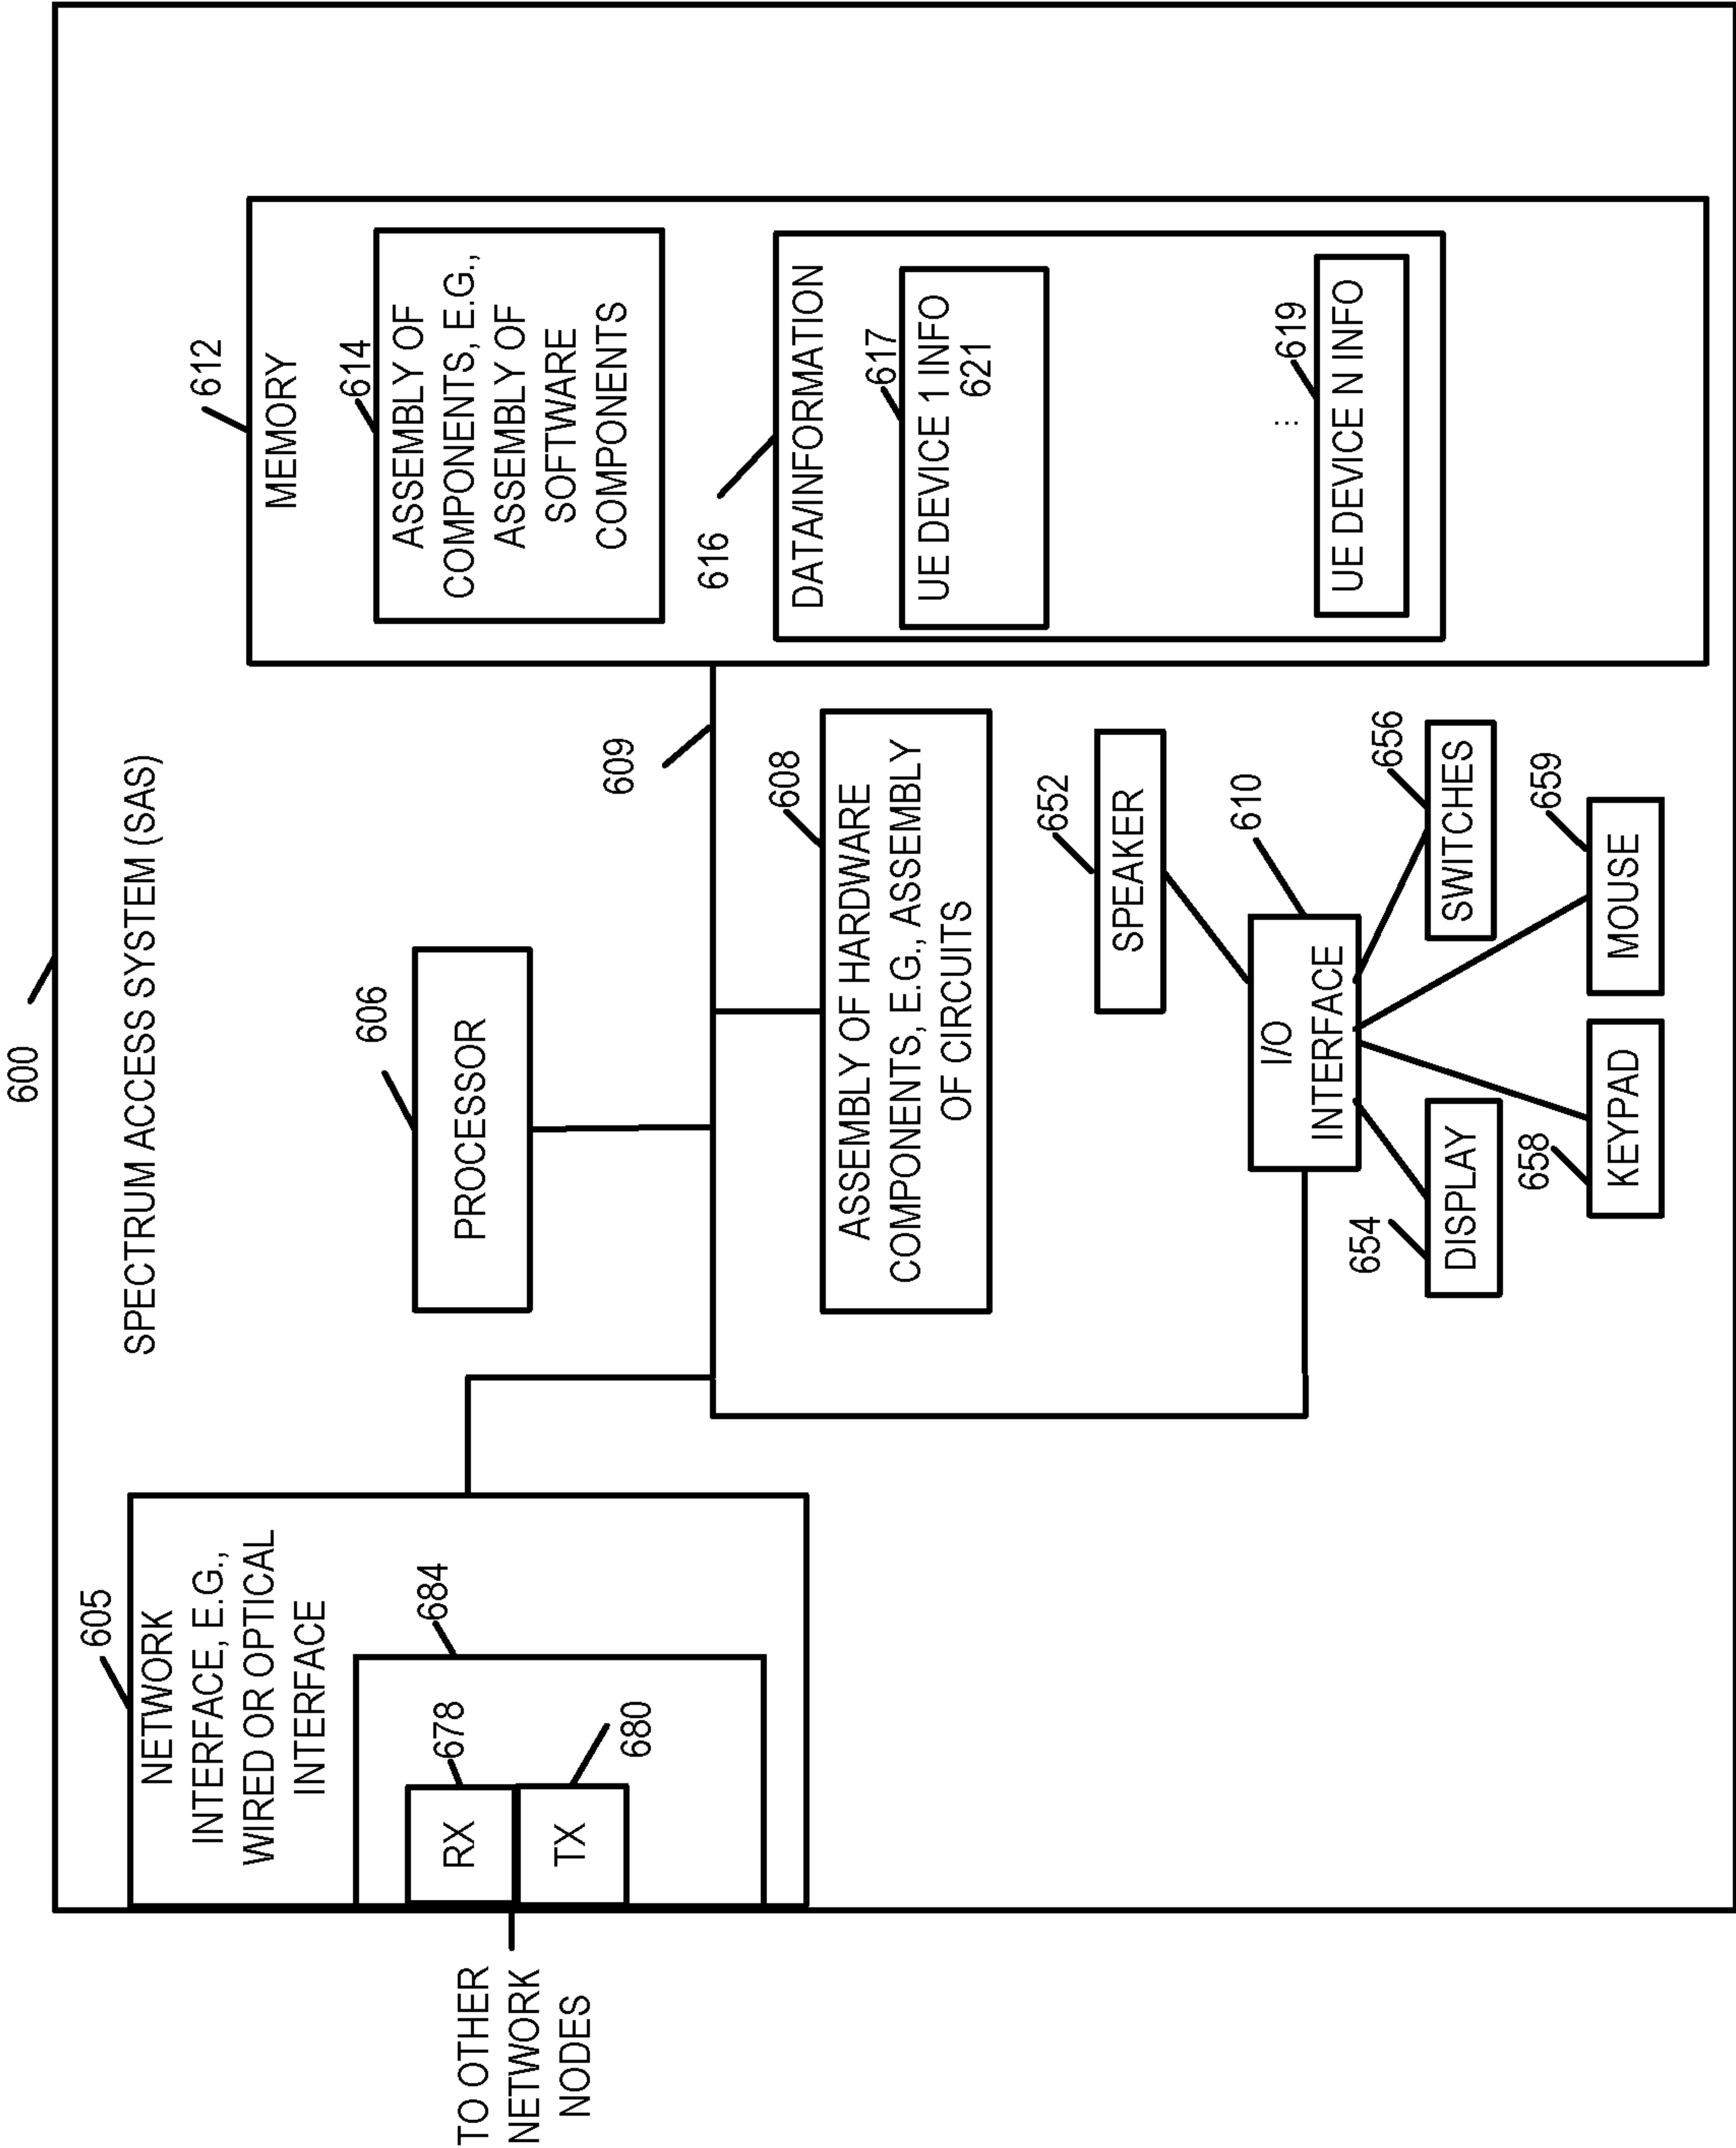 600
SPECTRUM ACCESS SYSTEM (SAS)
605
NETWORK
INTERFACE, E.G.,
WIRED OR OPTICAL
INTERFACE
684
678
RX
680
TX
TO OTHER
NETWORK
NODES
606
PROCESSOR
609
608
ASSEMBLY OF HARDWARE
COMPONENTS, E.G., ASSEMBLY
OF CIRCUITS
652
SPEAKER
610
I/O
INTERFACE
654
DISPLAY
656
SWITCHES
658
KEYPAD
659
MOUSE
612
MEMORY
614
ASSEMBLY OF
COMPONENTS, E.G.,
ASSEMBLY OF
SOFTWARE
COMPONENTS
616
DATA/INFORMATION
617
UE DEVICE 1 INFO
621
...
619
UE DEVICE N INFO